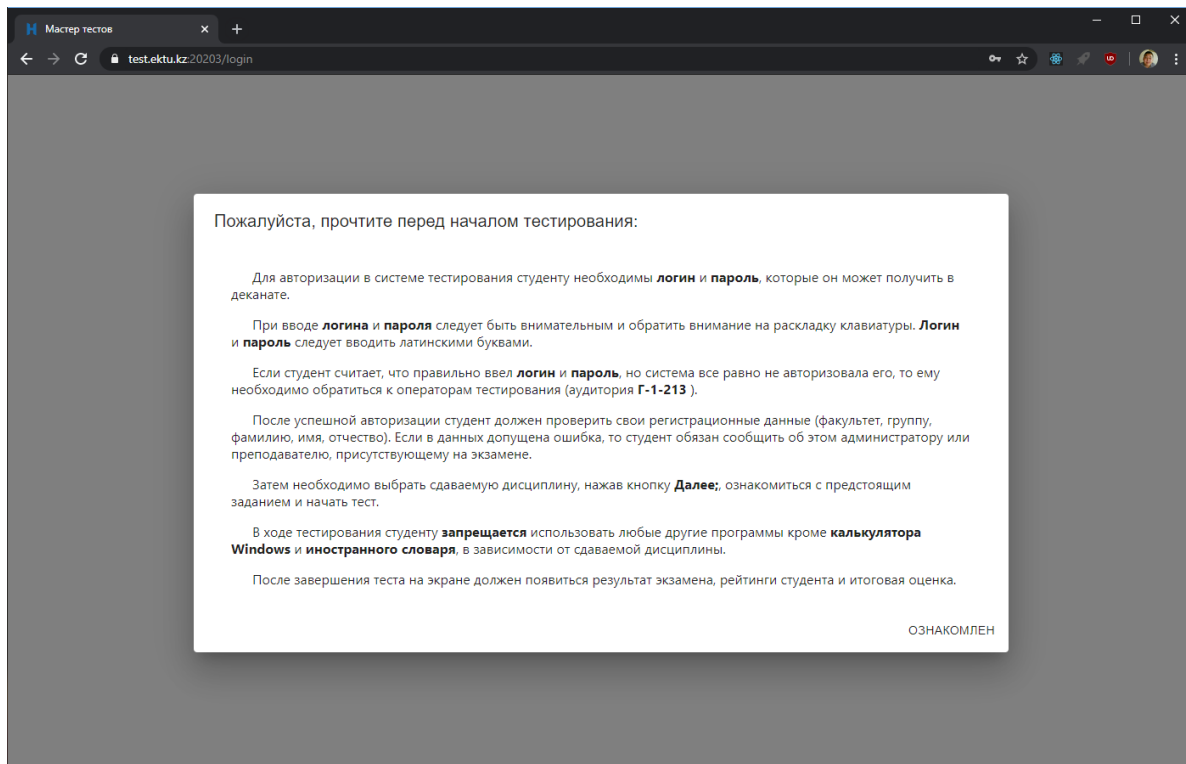 Мастер тестов
test.ektu.kz:20203/login
Пожалуйста, прочтите перед началом тестирования:
Для авторизации в системе тестирования студенту необходимы логин и пароль, которые он может получить в
деканате.
При вводе логина и пароля следует быть внимательным и обратить внимание на раскладку клавиатуры. Логин
и пароль следует вводить латинскими буквами.
Если студент считает, что правильно ввел логин и пароль, но система все равно не авторизовала его, то ему
необходимо обратиться к операторам тестирования (аудитория Г-1-213 ).
После успешной авторизации студент должен проверить свои регистрационные данные (факультет, группу,
фамилию, имя, отчество). Если в данных допущена ошибка, то студент обязан сообщить об этом администратору или
преподавателю, присутствующему на экзамене.
Затем необходимо выбрать сдаваемую дисциплину, нажав кнопку Далее;, ознакомиться с предстоящим
заданием и начать тест.
В ходе тестирования студенту запрещается использовать любые другие программы кроме калькулятора
Windows и иностранного словаря, в зависимости от сдаваемой дисциплины.
После завершения теста на экране должен появиться результат экзамена, рейтинги студента и итоговая оценка.
ОЗНАКОМЛЕН